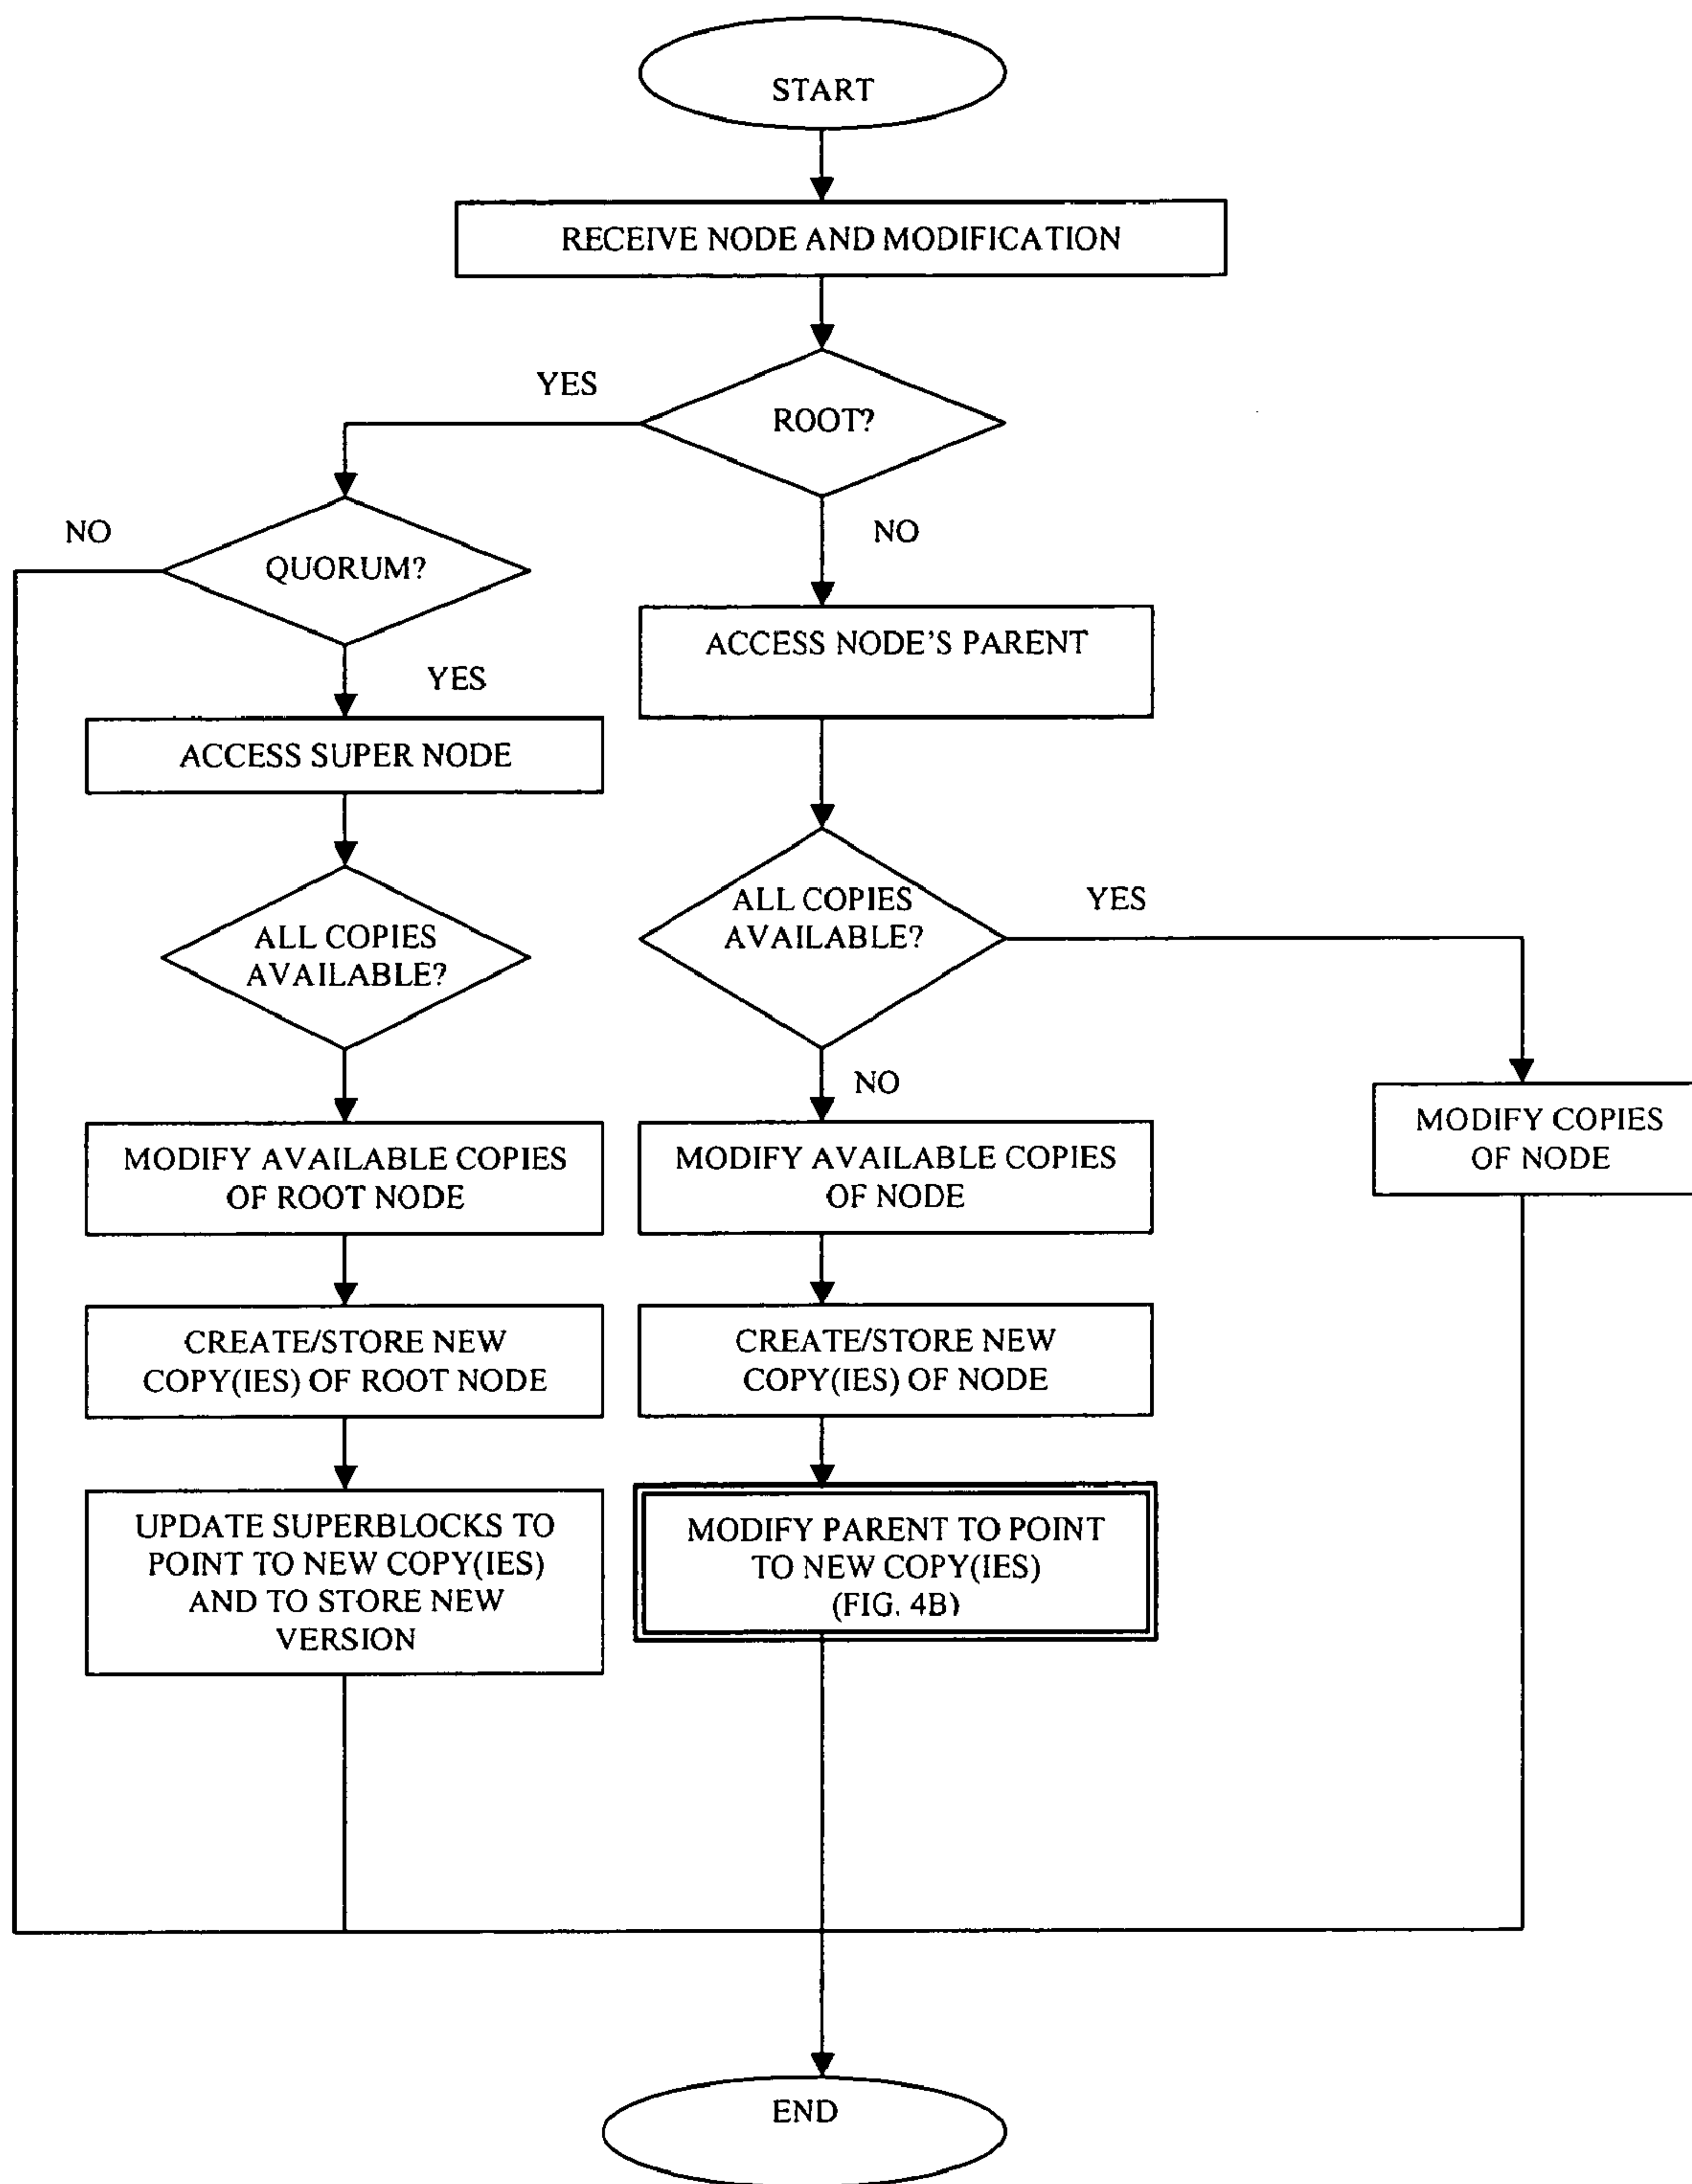 START
RECEIVE NODE AND MODIFICATION
YES
ROOT?
NO
NO
QUORUM?
ACCESS NODE'S PARENT
YES
ACCESS SUPER NODE
ALL COPIES
AVAILABLE?
YES
ALL COPIES
AVAILABLE?
NO
MODIFY COPIES
OF NODE
MODIFY AVAILABLE COPIES
OF ROOT NODE
MODIFY AVAILABLE COPIES
OF NODE
CREATE/STORE NEW
COPY(IES) OF ROOT NODE
CREATE/STORE NEW
COPY(IES) OF NODE
UPDATE SUPERBLOCKS TO
POINT TO NEW COPY(IES)
AND TO STORE NEW
VERSION
MODIFY PARENT TO POINT
TO NEW COPY(IES)
(FIG. 4B)
END